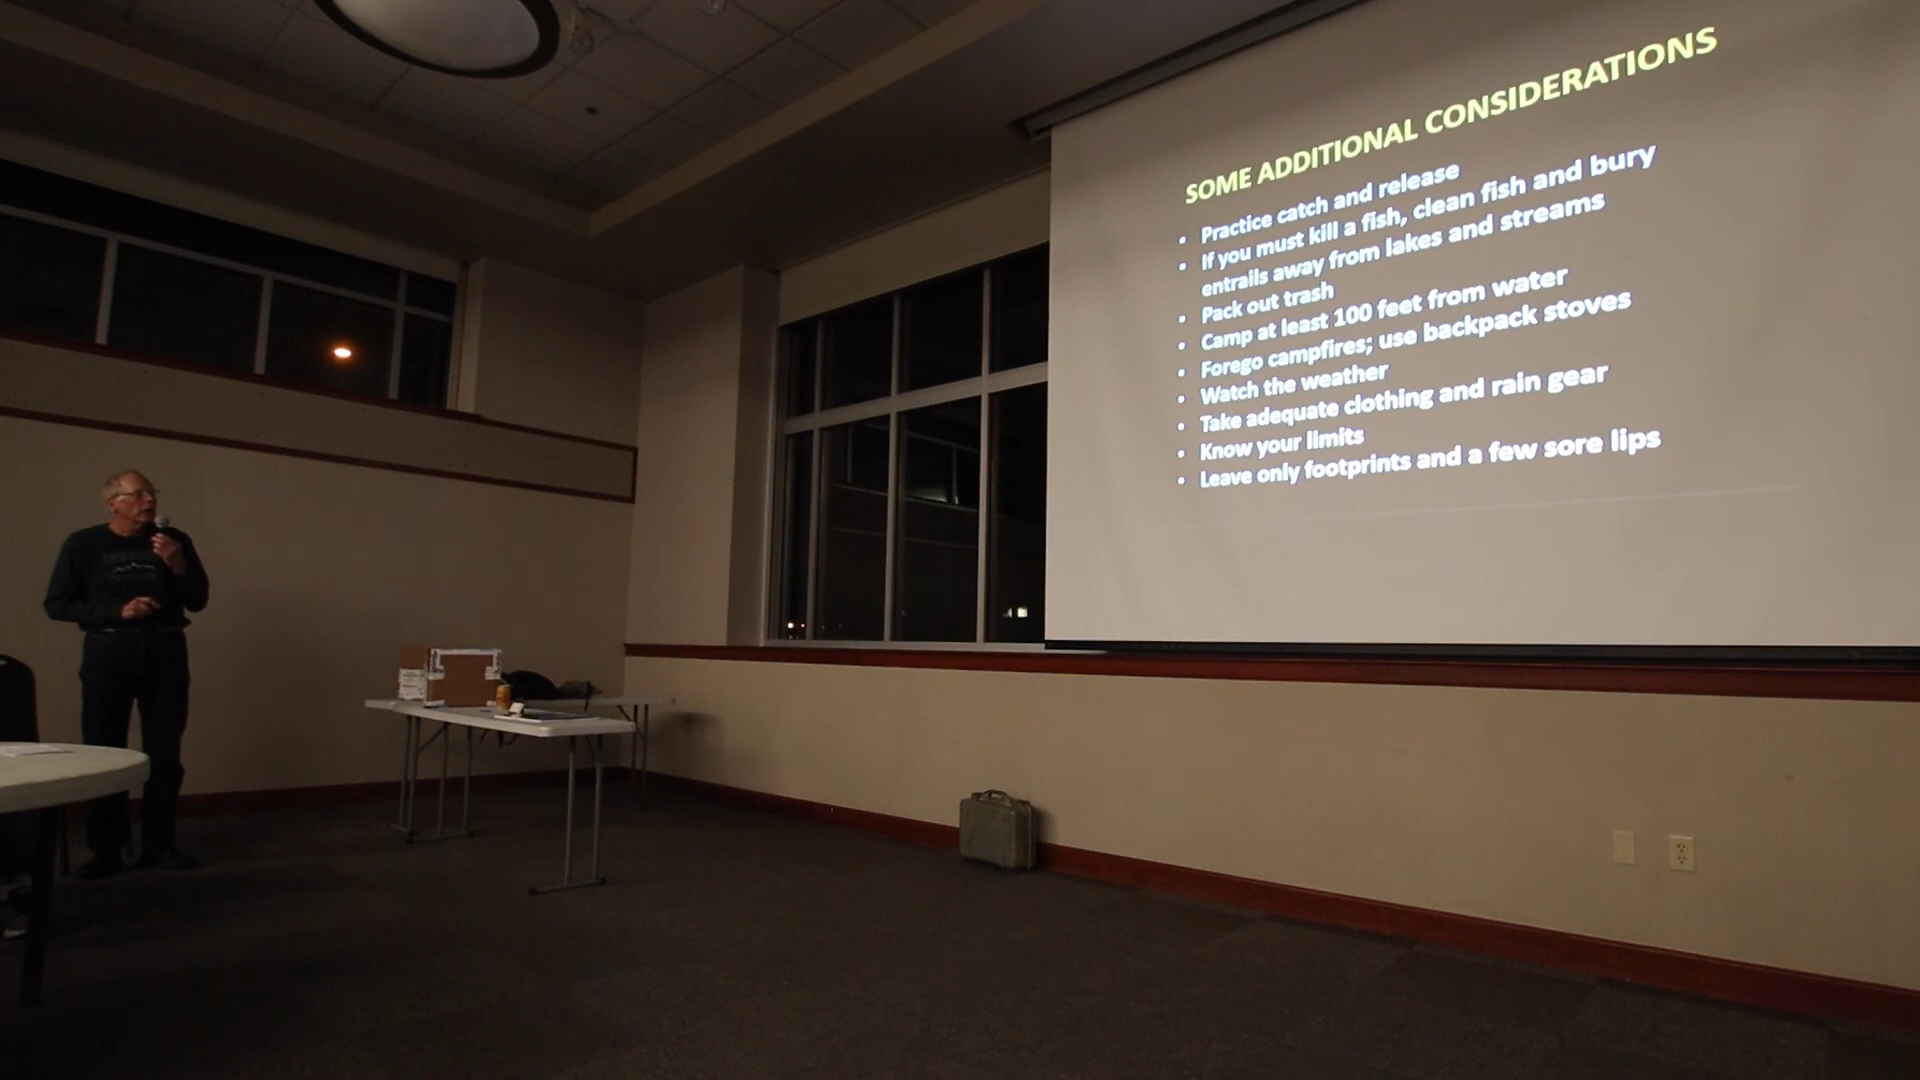 SOME ADDITIONAL CONSIDERATIONS
• Practice catch and release
• If you must kill a fish, clean fish and bury
entrails away from lakes and streams
• Pack out trash
• Camp at least 100 feet from water
• Forego campfires; use backpack stoves
• Watch the weather
• Take adequate clothing and rain gear
• Know your limits
• Leave only footprints and a few sore lips